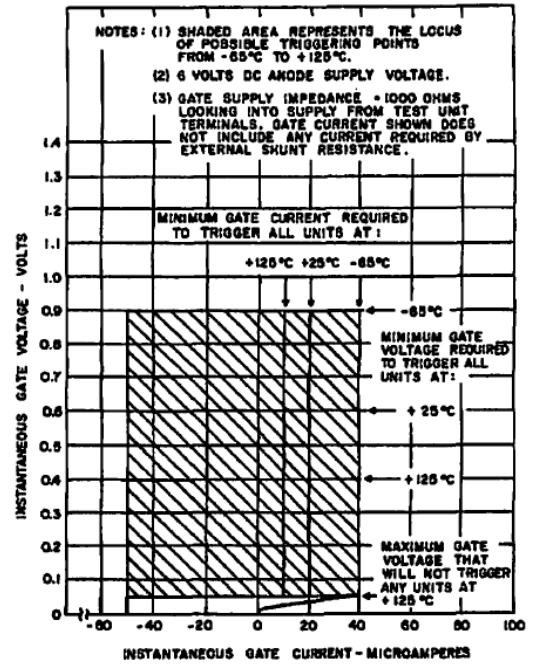 NOTES: (1) SHADED AREA REPRESENTS THE LOCUS
OF POSSIBLE TRIGGERING POINTS
FROM -65°C TO +125°C.
(2) 6 VOLTS DC ANODE SUPPLY VOLTAGE.
(3) GATE SUPPLY IMPEDANCE = 1000 OHMS
LOOKING INTO SUPPLY FROM TEST UNIT
TERMINALS. GATE CURRENT SHOWN DOES
NOT INCLUDE ANY CURRENT REQUIRED BY
EXTERNAL SHUNT RESISTANCE.
INSTANTANEOUS GATE VOLTAGE - VOLTS
1.4
1.3
1.2
1.1
1.0
0.9
0.8
0.7
0.6
0.5
0.4
0.3
0.2
0.1
0
MINIMUM GATE CURRENT REQUIRED
TO TRIGGER ALL UNITS AT:
+125°C +25°C -65°C
-65°C
MINIMUM GATE
VOLTAGE REQUIRED
TO TRIGGER ALL
UNITS AT:
+ 25°C
+125°C
MAXIMUM GATE
VOLTAGE THAT
WILL NOT TRIGGER
ANY UNITS AT
+125°C
-60 -40 -20 0 20 40 60 80 100
INSTANTANEOUS GATE CURRENT-MICROAMPERES